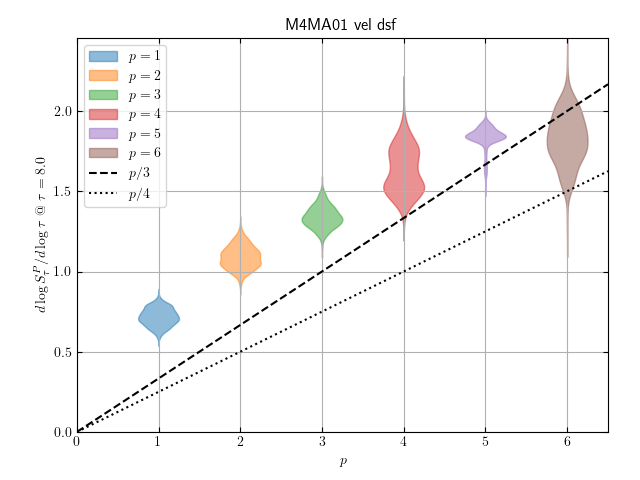 M4MA01 vel dsf
p = 1
p = 2
p = 3
p = 4
p = 5
p = 6
p/3
p/4
d log S_τ^P / d log τ @ τ = 8.0
2.0
1.5
1.0
0.5
0.0
0 1 2 3 4 5 6
p